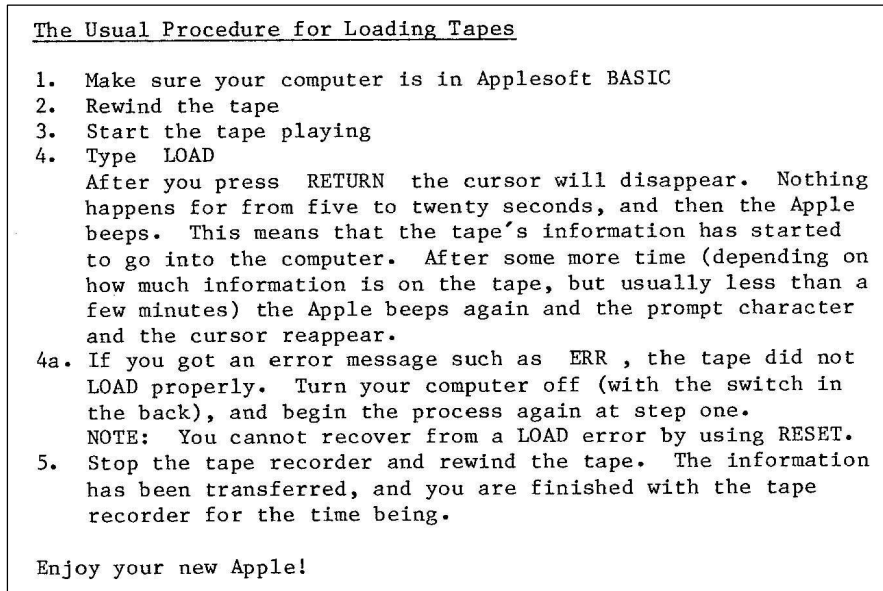 The Usual Procedure for Loading Tapes
1. Make sure your computer is in Applesoft BASIC
2. Rewind the tape
3. Start the tape playing
4. Type LOAD
After you press RETURN the cursor will disappear. Nothing
happens for from five to twenty seconds, and then the Apple
beeps. This means that the tape's information has started
to go into the computer. After some more time (depending on
how much information is on the tape, but usually less than a
few minutes) the Apple beeps again and the prompt character
and the cursor reappear.
4a. If you got an error message such as ERR , the tape did not
LOAD properly. Turn your computer off (with the switch in
the back), and begin the process again at step one.
NOTE: You cannot recover from a LOAD error by using RESET.
5. Stop the tape recorder and rewind the tape. The information
has been transferred, and you are finished with the tape
recorder for the time being.
Enjoy your new Apple!